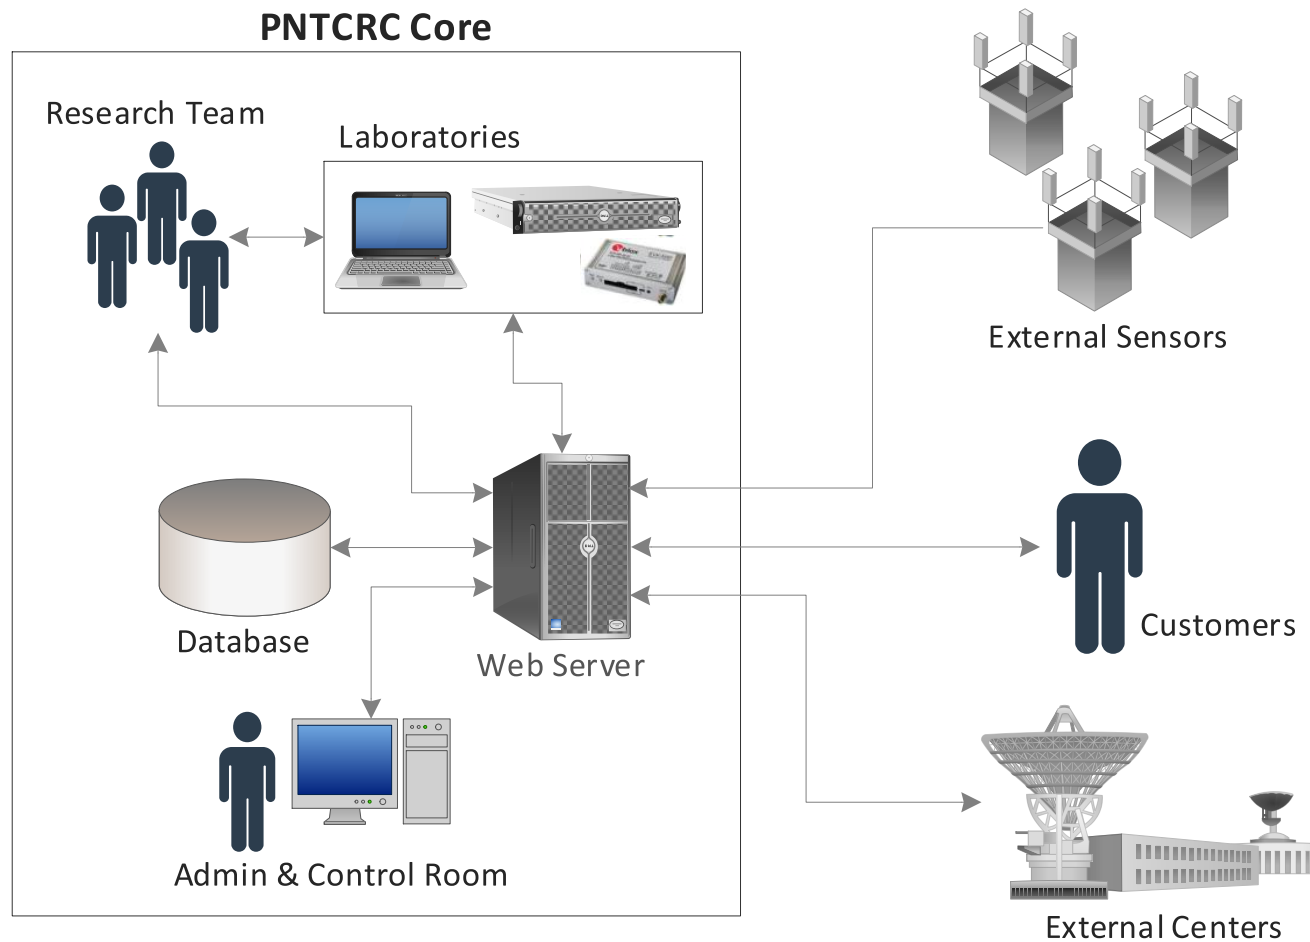 PNTCRC Core
Research Team
Laboratories
External Sensors
Database
Web Server
Customers
Admin & Control Room
External Centers